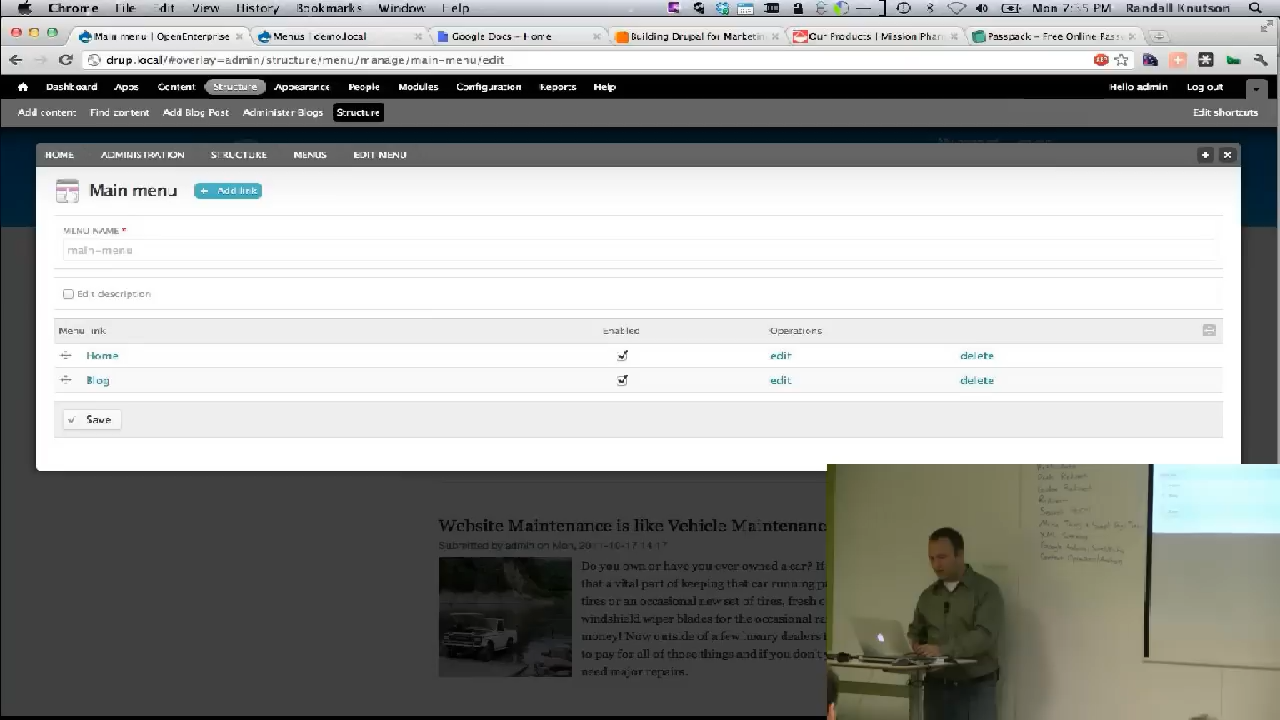 Chrome File Edit View History Bookmarks Window Help Mon 7:55 PM Randall Knutson
Main menu | OpenEnterprise Menus | demo.local Google Docs - Home Building Drupal for Marketin Our Products | Mission Phar Passpack - Free Online Pass
drup.local/#overlay=admin/structure/menu/manage/main-menu/edit
Dashboard Apps Content Structure Appearance People Modules Configuration Reports Help Hello admin Log out
Add content Find content Add Blog Post Administer Blogs Structure Edit shortcuts
HOME ADMINISTRATION STRUCTURE MENUS EDIT MENU
Main menu + Add link
MENU NAME *
main-menu
Edit description
Menu link Enabled Operations
Home edit delete
Blog edit delete
Save
Website Maintenance is like Vehicle Maintenance
Submitted by admin on Mon, 2011-10-17 14:17
Do you own or have you ever owned a car? If
that a vital part of keeping that car running
tires or an occasional new set of tires, fresh
windshield wiper blades for the occasional
money! Now outside of a few luxury dealers
to pay for all of those things and if you don't
need major repairs.